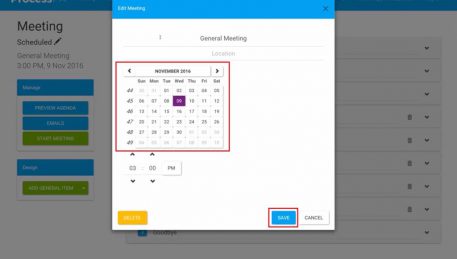 Process
Meeting
Scheduled
General Meeting
3:00 PM, 9 Nov 2016
Manage
PREVIEW AGENDA
EMAILS
START MEETING
Design
ADD GENERAL ITEM
Edit Meeting
General Meeting
Location
NOVEMBER 2016
Sun Mon Tue Wed Thu Fri Sat
44 30 31 01 02 03 04 05
45 06 07 08 09 10 11 12
46 13 14 15 16 17 18 19
47 20 21 22 23 24 25 26
48 27 28 29 30 01 02 03
49 04 05 06 07 08 09 10
03 : 00 PM
DELETE
SAVE
CANCEL
Goodbye